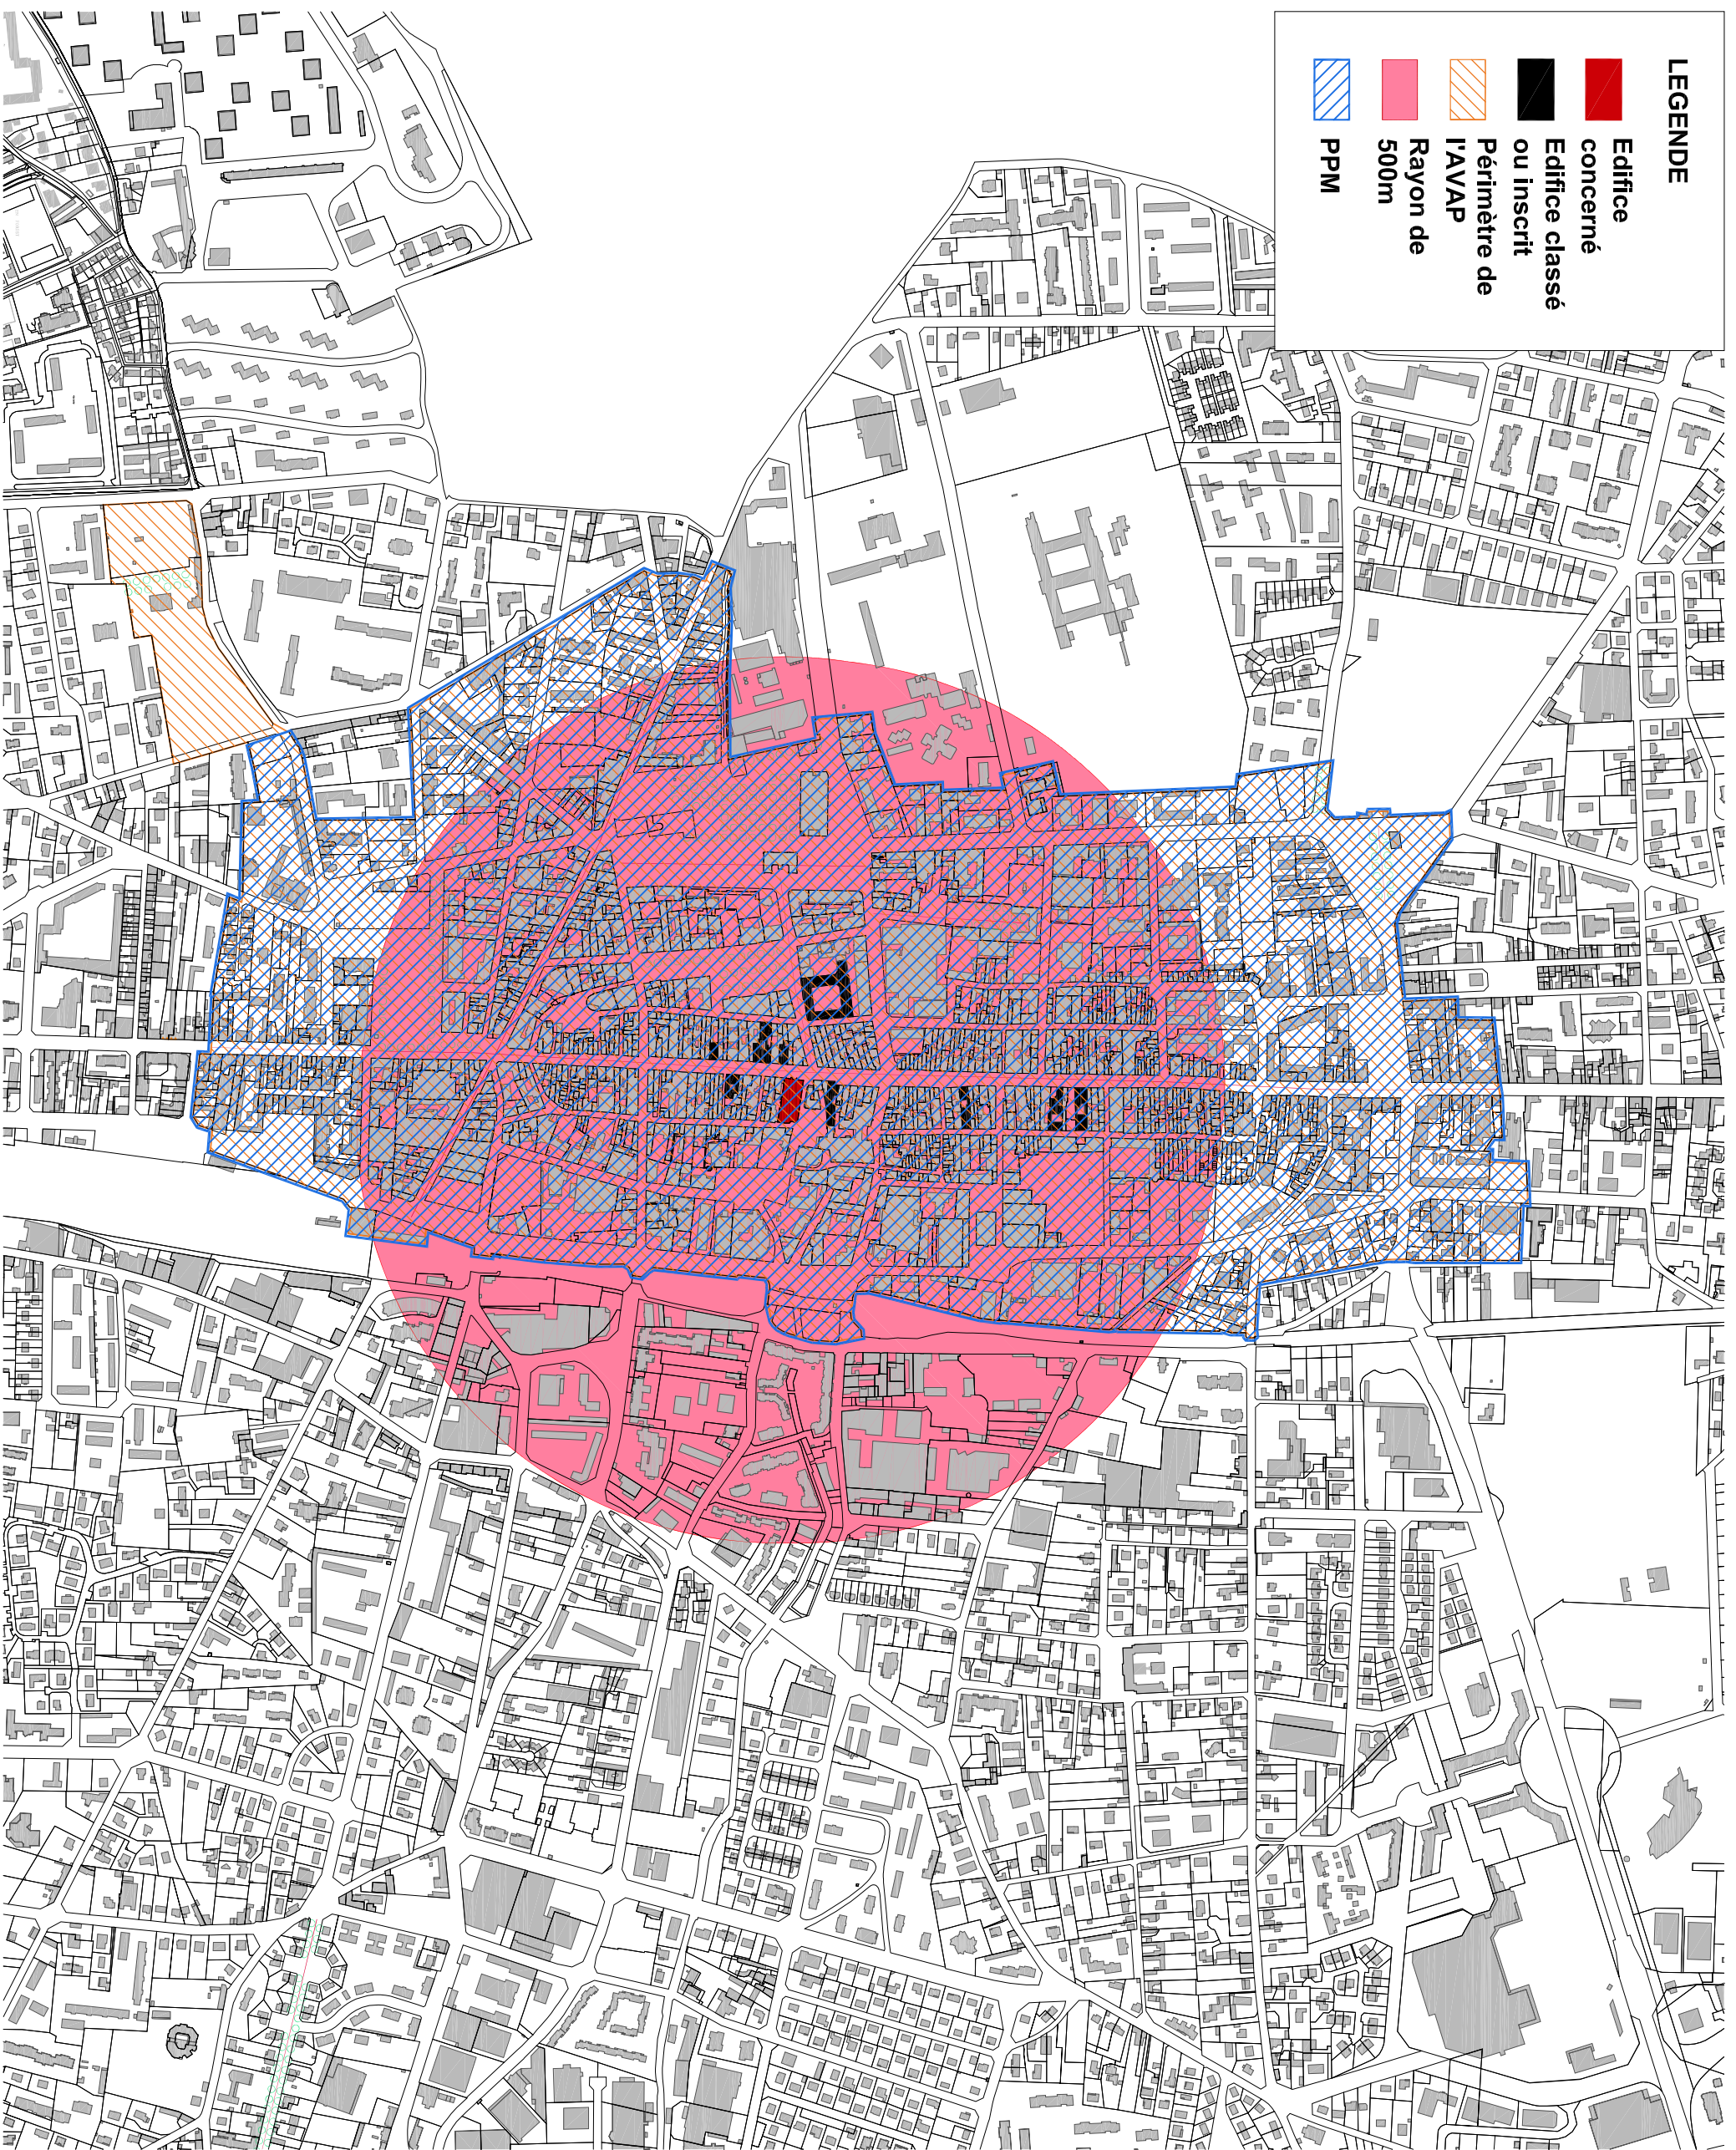 LEGENDE
Edifice
concerné
Edifice classé
ou inscrit
Périmètre de
l'AVAP
Rayon de
500m
PPM